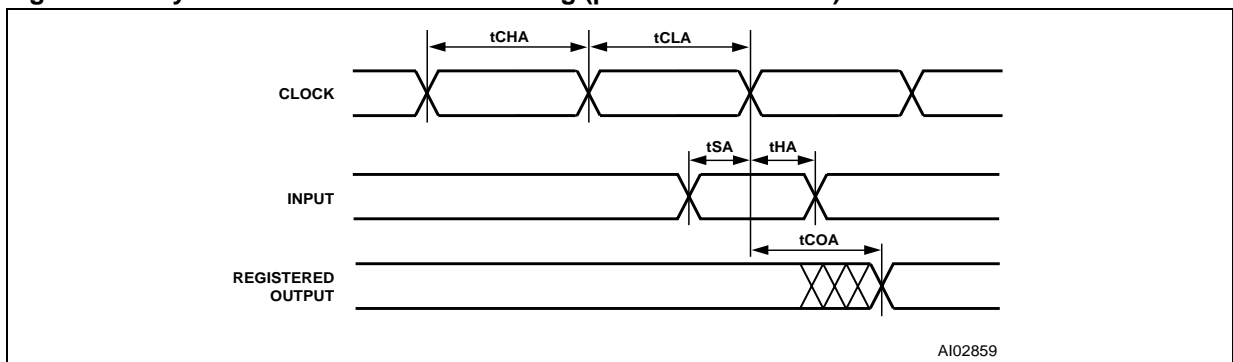 tCHA tCLA
CLOCK
tSA tHA
INPUT
tCOA
REGISTERED
OUTPUT
AI02859